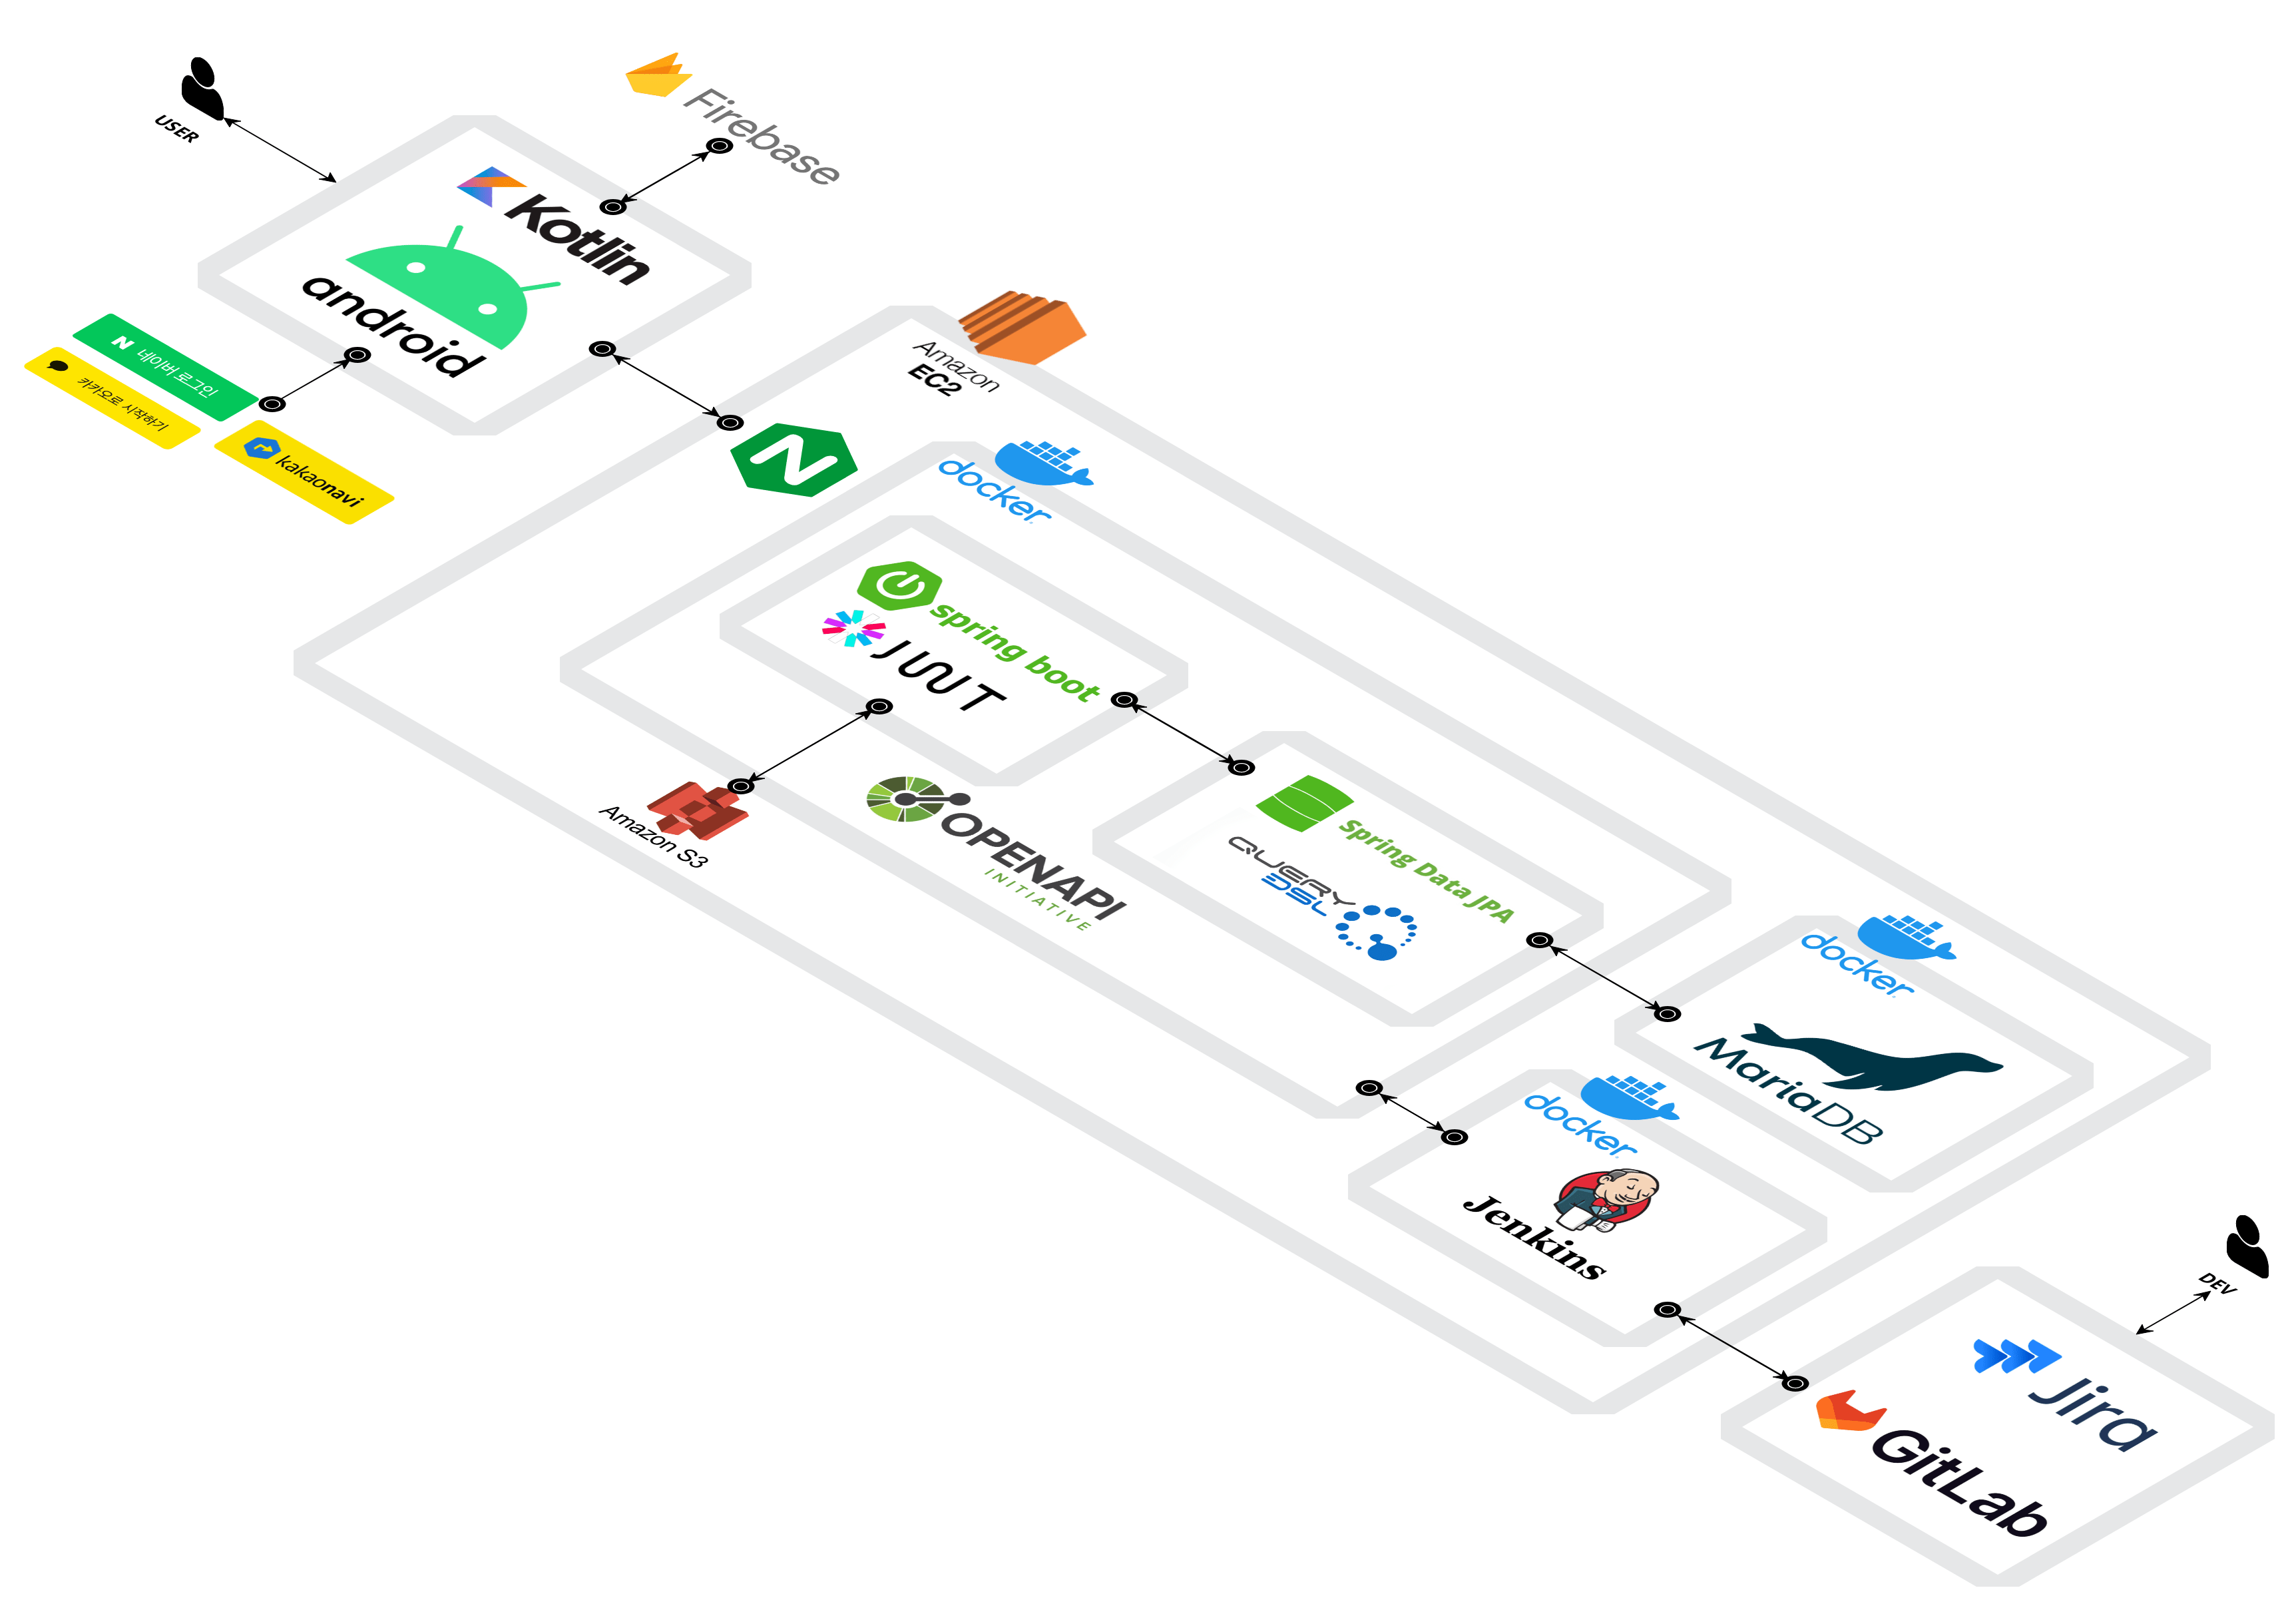 USER
Firebase
Kotlin
android
N 네이버 로그인
카카오로 시작하기
kakaonavi
Amazon
EC2
N
docker
spring boot
JUNIT
Amazon S3
OPENAPI
INITIATIVE
Spring Data JPA
QUERY
DSL
docker
MariaDB
docker
Jenkins
DEV
Jira
GitLab